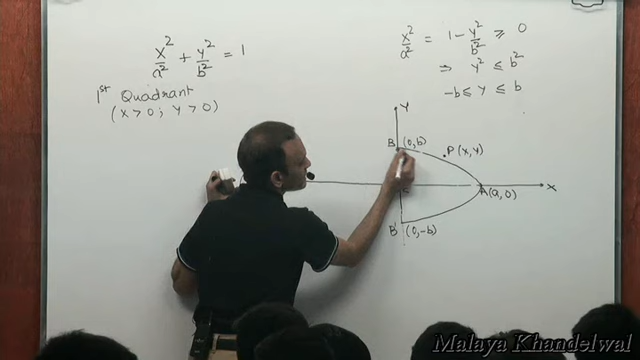 x²/a² + y²/b² = 1
1st Quadrant
(x > 0; y > 0)
x²/a² = 1 - y²/b² ≥ 0
⇒ y² ≤ b²
-b ≤ y ≤ b
Y
B (0, b)
P (x, y)
A (a, 0)
X
B' (0, -b)
Malaya Khandelwal